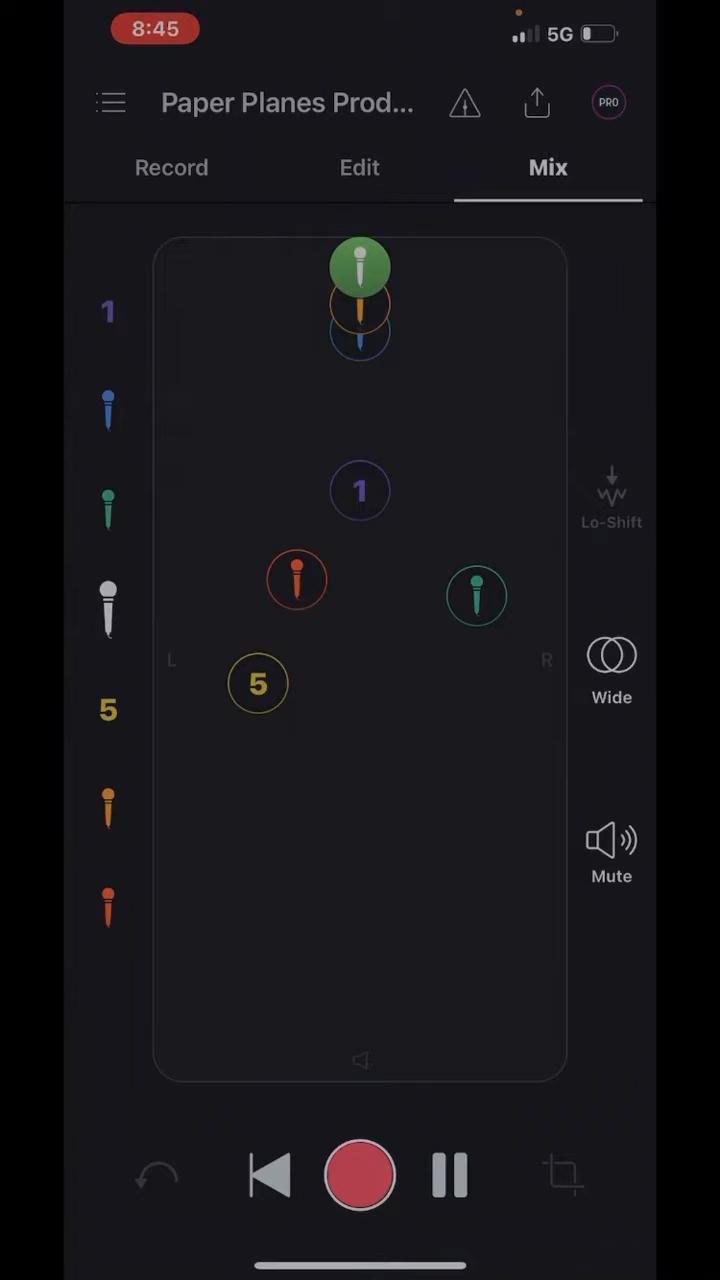 8:45
5G
Paper Planes Prod...
PRO
Record
Edit
Mix
1
1
Lo-Shift
L
R
5
Wide
5
Mute